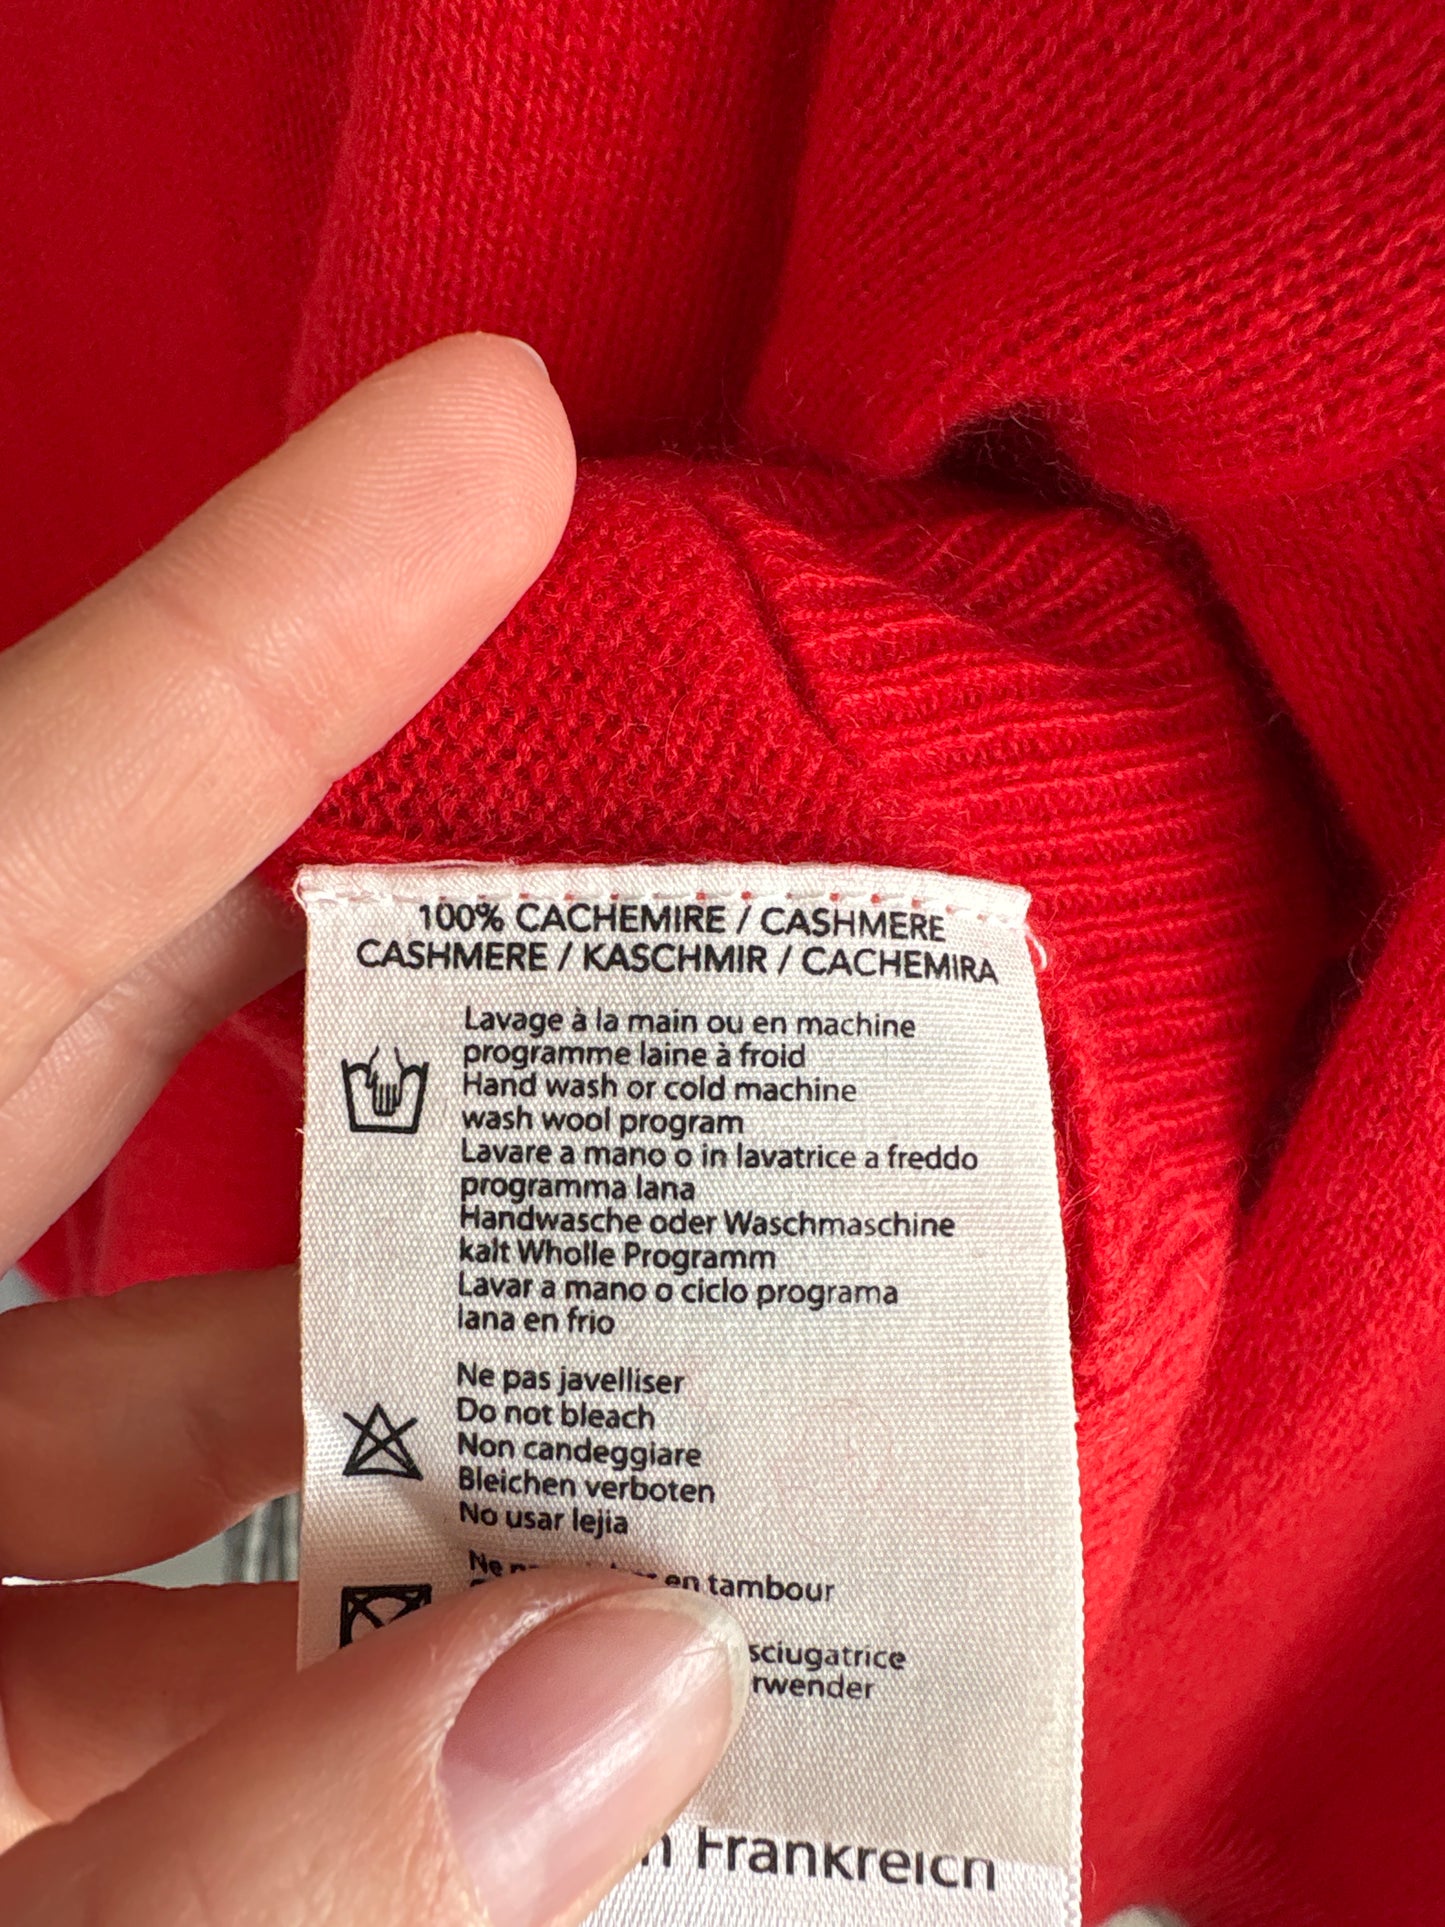 100% CACHEMIRE / CASHMERE
CASHMERE / KASCHMIR / CACHEMIRA
Lavage à la main ou en machine
programme laine à froid
Hand wash or cold machine
wash wool program
Lavare a mano o in lavatrice a freddo
programma lana
Handwasche oder Waschmaschine
kalt Wholle Programm
Lavar a mano o ciclo programa
lana en frio
Ne pas javelliser
Do not bleach
Non candeggiare
Bleichen verboten
No usar lejia
Ne en tambour
Frankreich